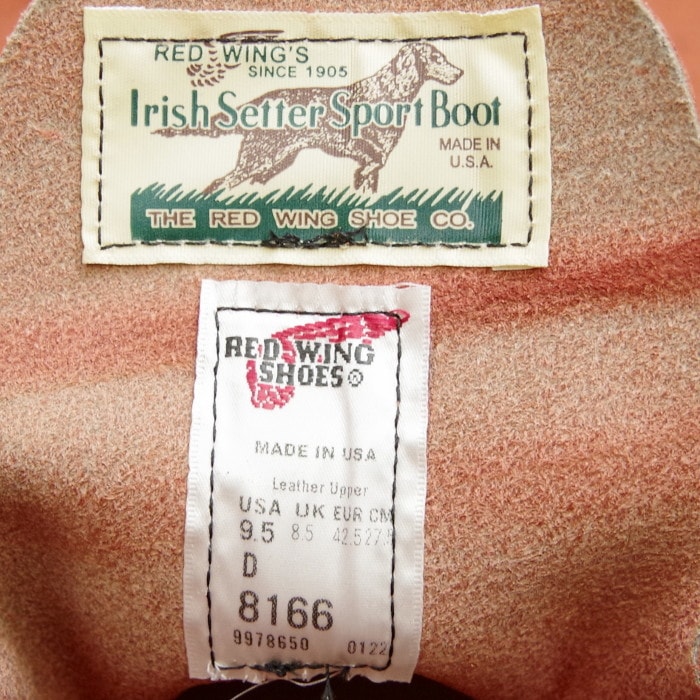 RED WING'S
SINCE 1905
Irish Setter Sport Boot
MADE IN
U.S.A.
THE RED WING SHOE CO.
RED WING
SHOES®
MADE IN USA
Leather Upper
USA UK EUR CM
9.5 8.5 42.5 27.5
D
8166
9978650 0122